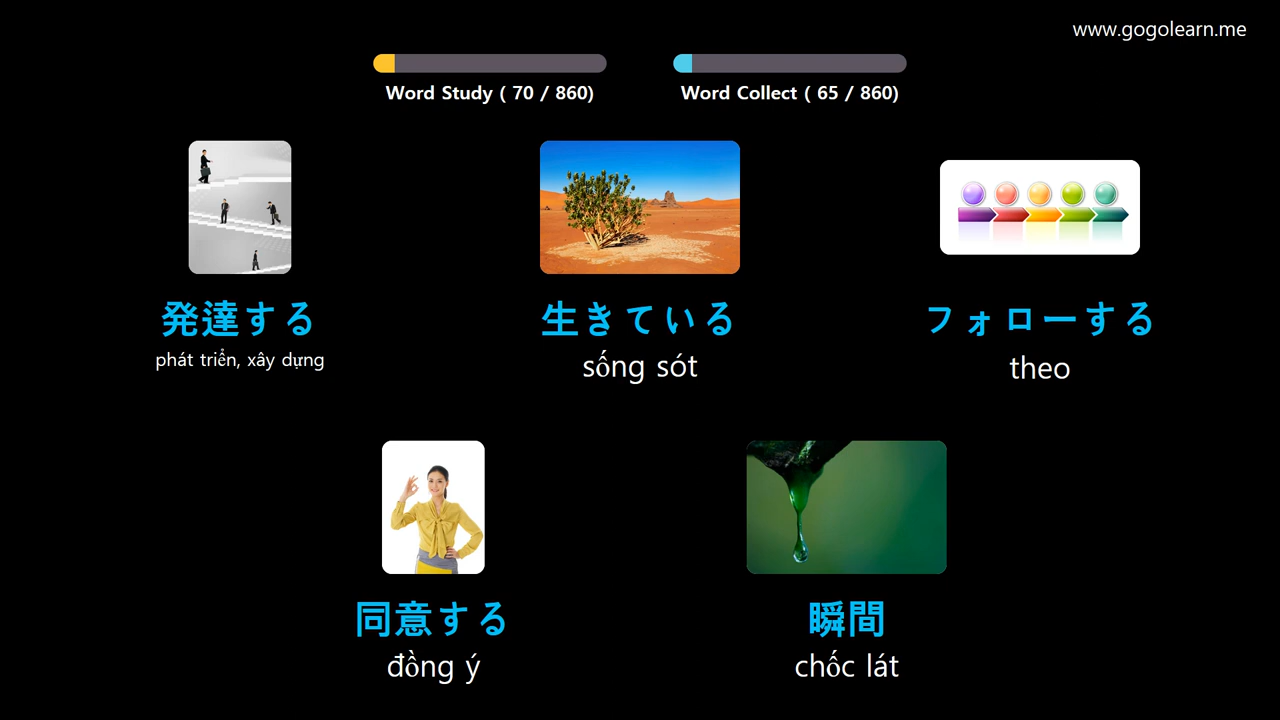 www.gogolearn.me
Word Study ( 70 / 860)
Word Collect ( 65 / 860)
発達する
phát triển, xây dựng
生きている
sống sót
フォローする
theo
同意する
đồng ý
瞬間
chốc lát